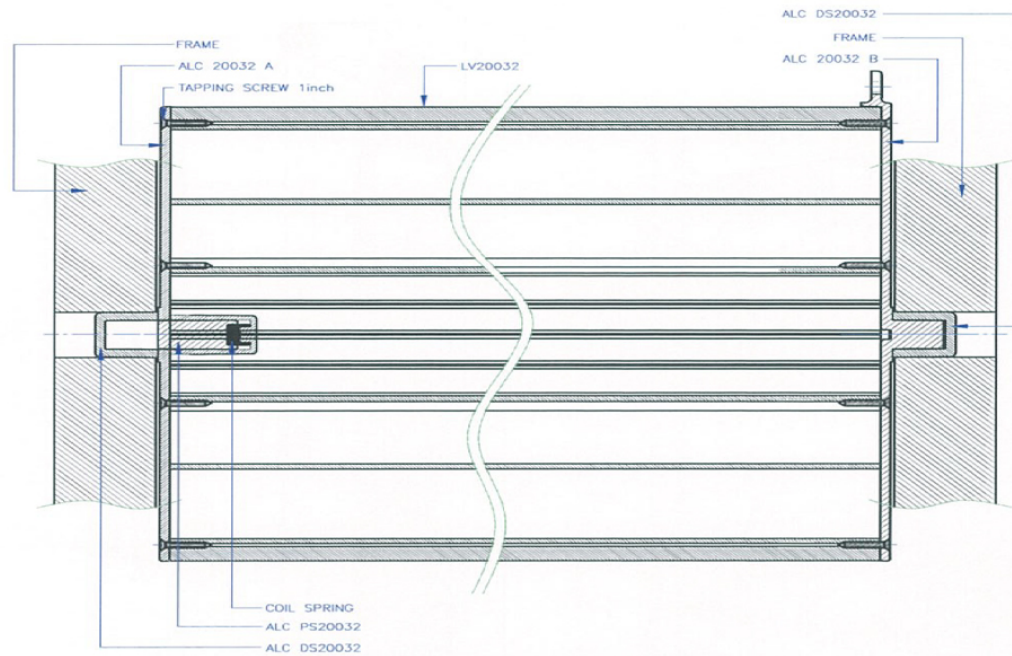 ALC DS20032
FRAME
FRAME
ALC 20032 A
LV20032
ALC 20032 B
TAPPING SCREW 1inch
COIL SPRING
ALC PS20032
ALC DS20032